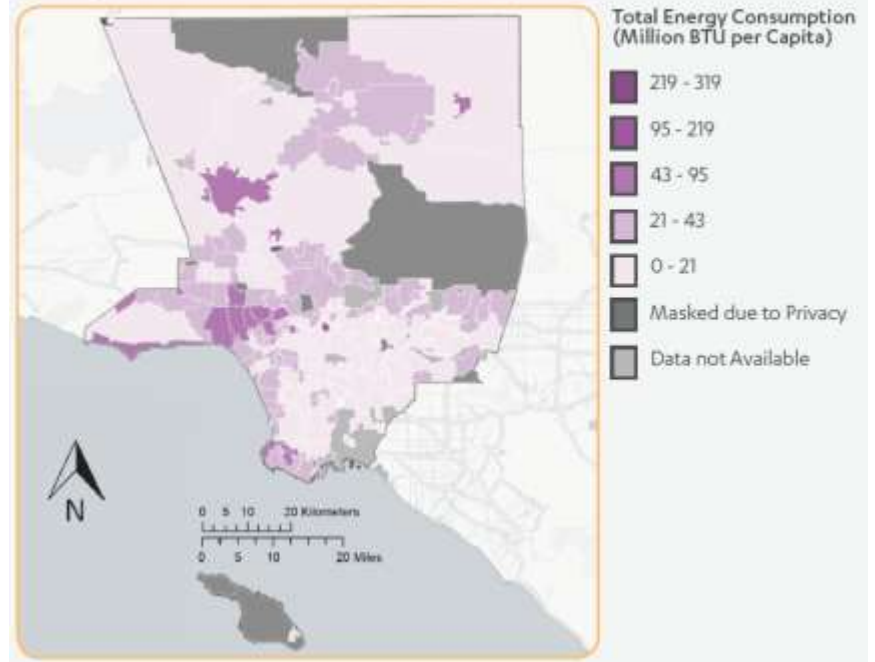 Total Energy Consumption
(Million BTU per Capita)
219 - 319
95 - 219
43 - 95
21 - 43
0 - 21
Masked due to Privacy
Data not Available
N
0 5 10 20 Kilometers
0 5 10 20 Miles